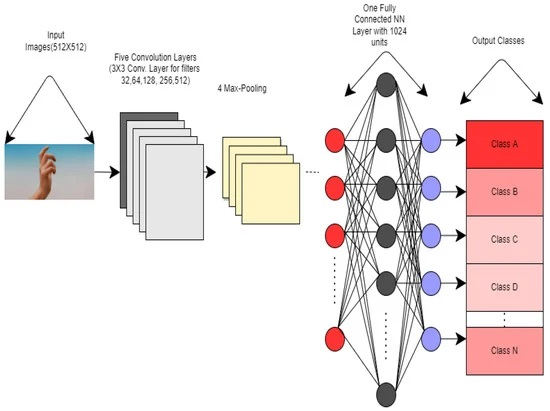 Input
Images(512X512)
Five Convolution Layers
(3X3 Conv. Layer for filters
32,64,128, 256,512)
4 Max-Pooling
One Fully
Connected NN
Layer with 1024
units
Output Classes
Class A
Class B
Class C
Class D
Class N